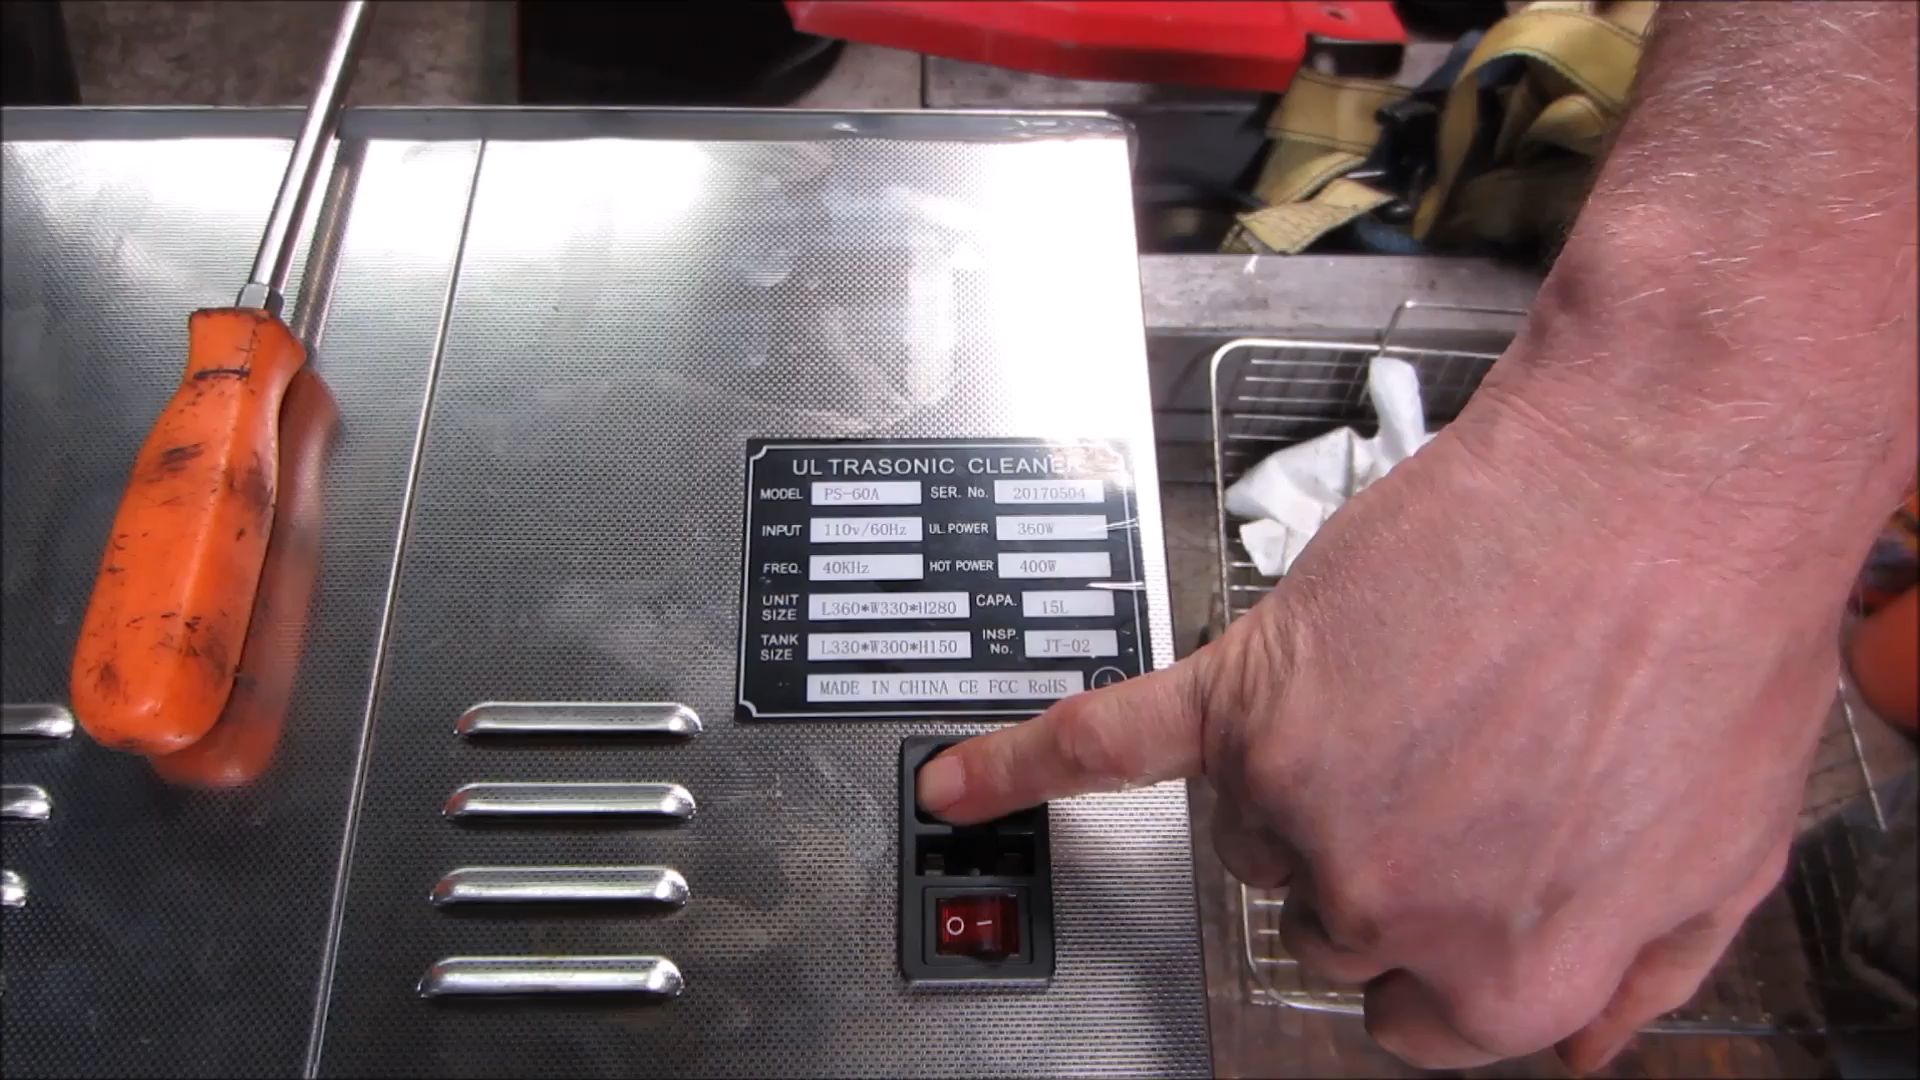 ULTRASONIC CLEANER
MODEL PS-60A SER. No. 20170504
INPUT 110v/60Hz UL. POWER 360W
FREQ. 40KHz HOT POWER 400W
UNIT SIZE L360*W330*H280 CAPA. 15L
TANK SIZE L330*W300*H150 INSP. No. JT-02
MADE IN CHINA CE FCC RoHS
O –